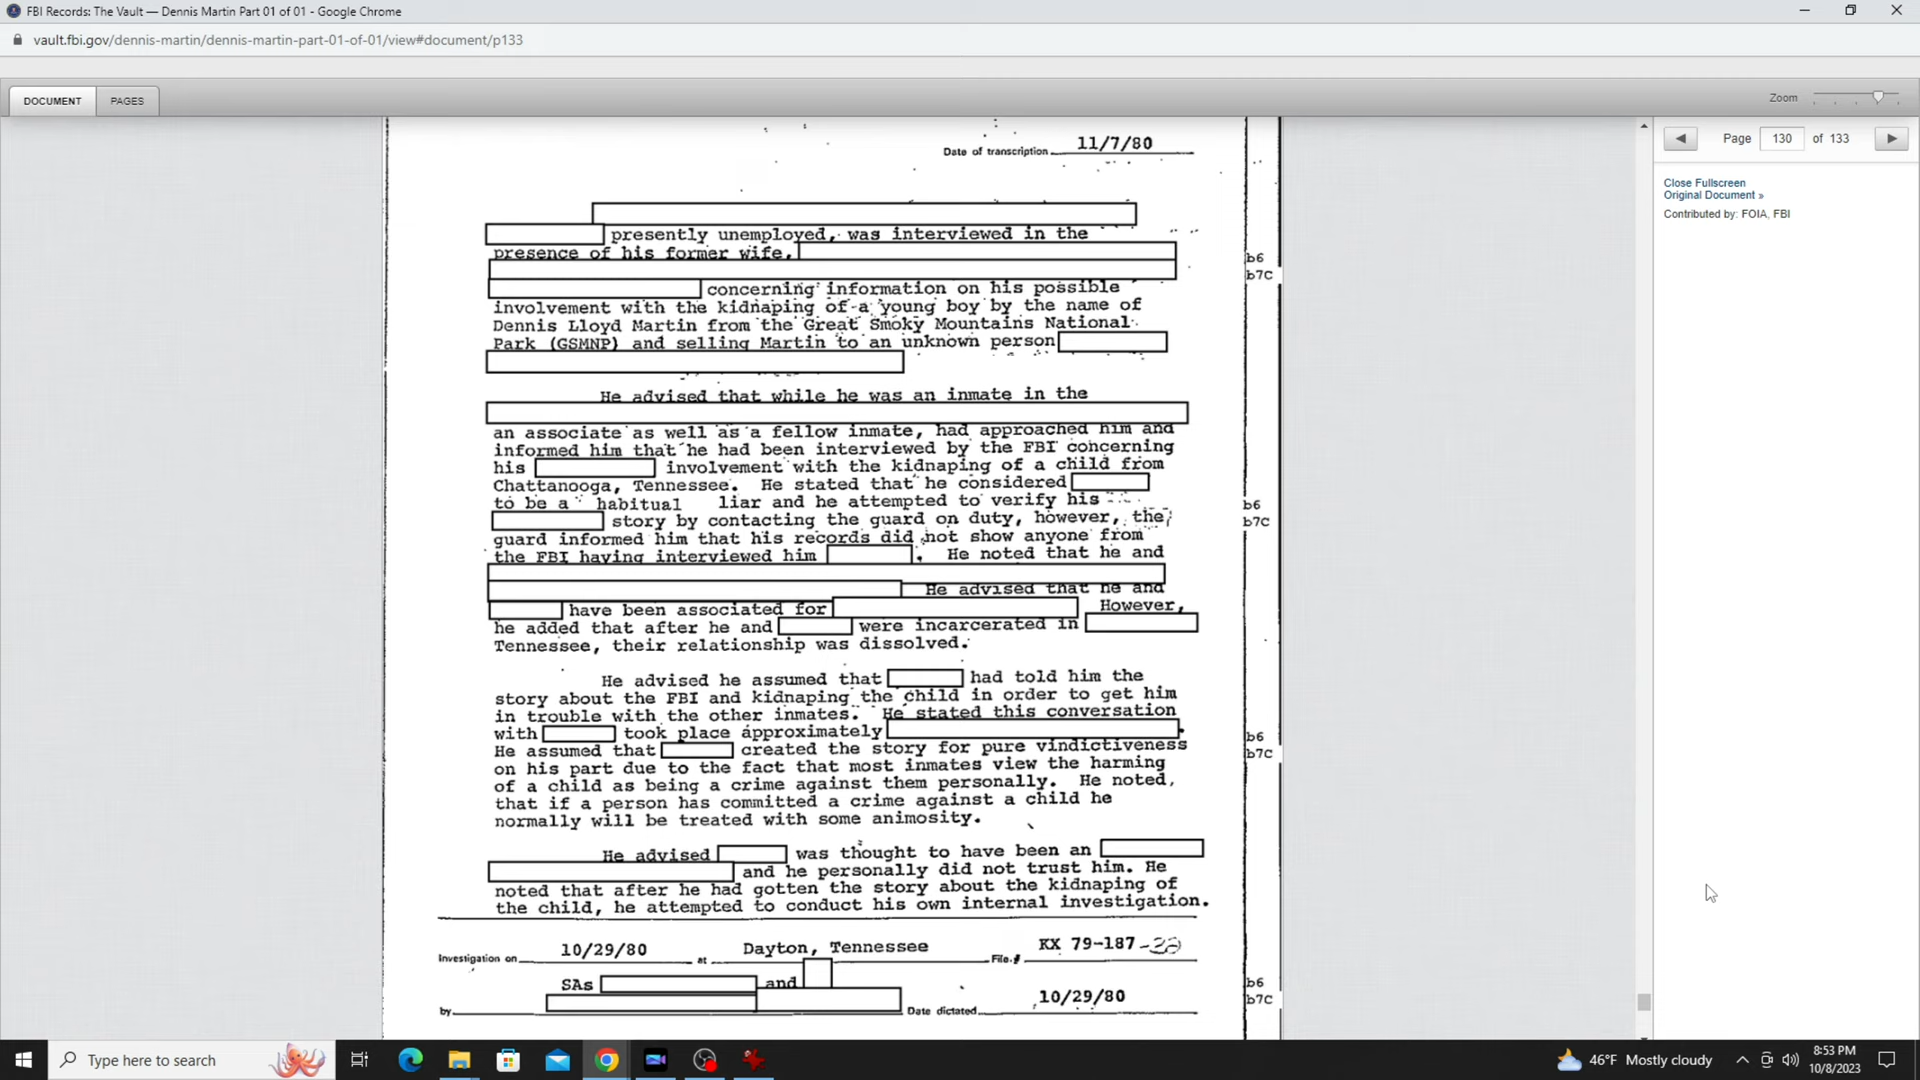 FBI Records: The Vault — Dennis Martin Part 01 of 01 - Google Chrome
vault.fbi.gov/dennis-martin/dennis-martin-part-01-of-01/view#document/p133
DOCUMENT PAGES
Zoom
Page 130 of 133
Close Fullscreen
Original Document »
Contributed by: FOIA, FBI
Date of transcription 11/7/80
presently unemployed, was interviewed in the
presence of his former wife,
b6
b7C
concerning information on his possible
involvement with the kidnaping of a young boy by the name of
Dennis Lloyd Martin from the Great Smoky Mountains National
Park (GSMNP) and selling Martin to an unknown person
He advised that while he was an inmate in the
an associate as well as a fellow inmate, had approached him and
informed him that he had been interviewed by the FBI concerning
his involvement with the kidnaping of a child from
Chattanooga, Tennessee. He stated that he considered
to be a habitual liar and he attempted to verify his
b6
story by contacting the guard on duty, however, the
b7C
guard informed him that his records did not show anyone from
the FBI having interviewed him . He noted that he and
He advised that he and
have been associated for However,
he added that after he and were incarcerated in
Tennessee, their relationship was dissolved.
He advised he assumed that had told him the
story about the FBI and kidnaping the child in order to get him
in trouble with the other inmates. He stated this conversation
with took place approximately .
b6
He assumed that created the story for pure vindictiveness
b7C
on his part due to the fact that most inmates view the harming
of a child as being a crime against them personally. He noted,
that if a person has committed a crime against a child he
normally will be treated with some animosity.
He advised was thought to have been an
and he personally did not trust him. He
noted that after he had gotten the story about the kidnaping of
the child, he attempted to conduct his own internal investigation.
Investigation on 10/29/80 at Dayton, Tennessee File # KX 79-187-22
SAs and
b6
b7C
by Date dictated 10/29/80
Type here to search
46°F Mostly cloudy
8:53 PM
10/8/2023